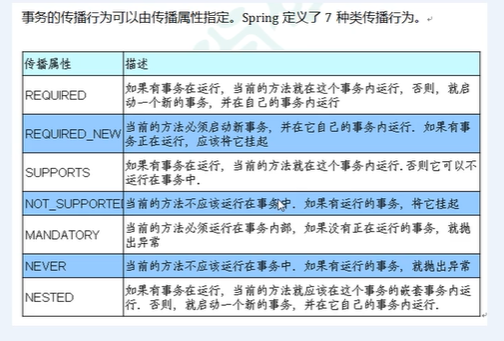 事务的传播行为可以由传播属性指定。Spring 定义了 7 种类传播行为。
传播属性 描述
REQUIRED 如果有事务在运行，当前的方法就在这个事务内运行，否则，就启
动一个新的事务，并在自己的事务内运行
REQUIRED_NEW 当前的方法必须启动新事务，并在它自己的事务内运行. 如果有事
务正在运行，应该将它挂起
SUPPORTS 如果有事务在运行，当前的方法就在这个事务内运行. 否则它可以不
运行在事务中.
NOT_SUPPORTED 当前的方法不应该运行在事务中. 如果有运行的事务，将它挂起
MANDATORY 当前的方法必须运行在事务内部，如果没有正在运行的事务，就抛
出异常
NEVER 当前的方法不应该运行在事务中. 如果有运行的事务，就抛出异常
NESTED 如果有事务在运行，当前的方法就应该在这个事务的嵌套事务内运
行. 否则，就启动一个新的事务，并在它自己的事务内运行.